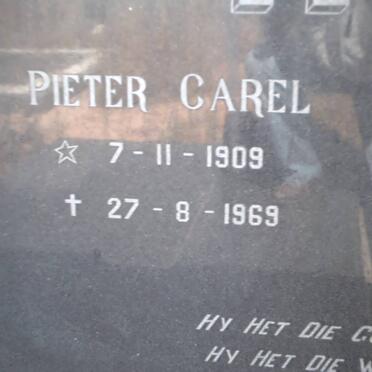 PIETER CAREL
☆ 7 - 11 - 1909
✝ 27 - 8 - 1969
HY HET DIE
HY HET DIE